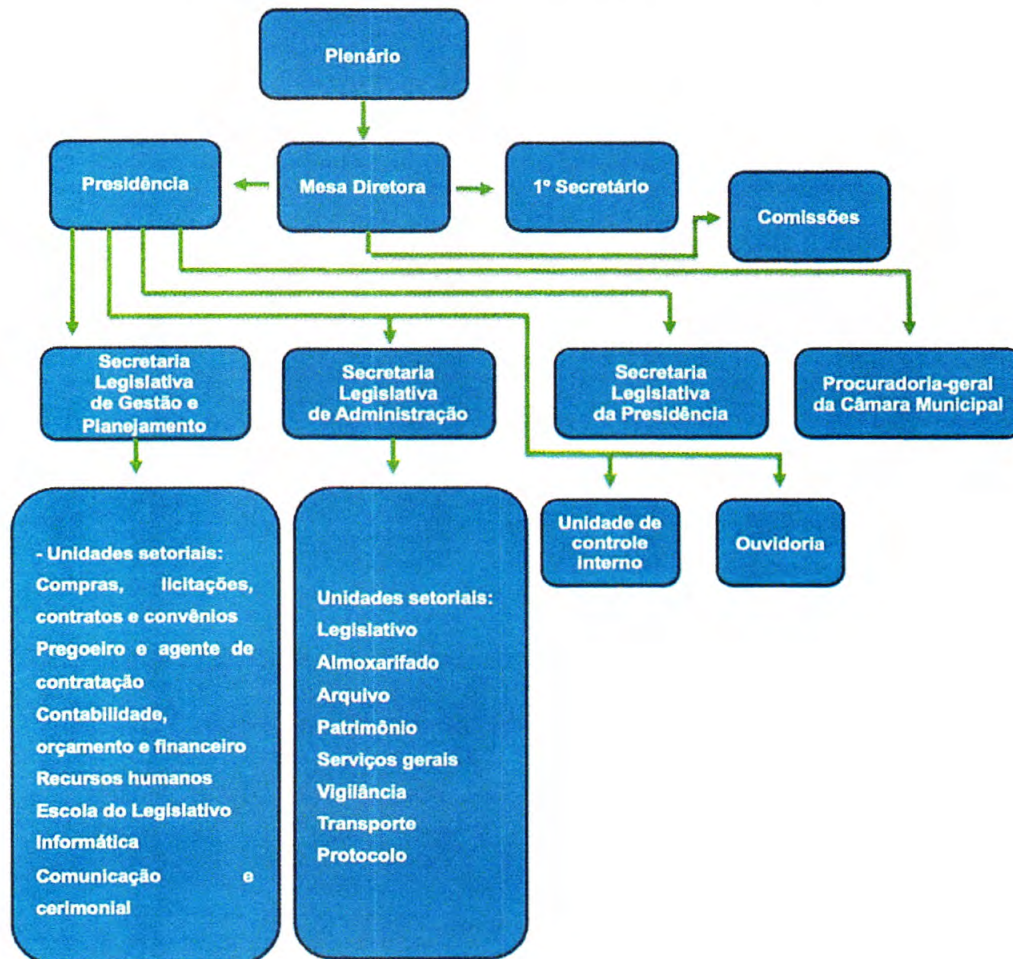 Plenário
Presidência
Mesa Diretora
1º Secretário
Comissões
Secretaria
Legislativa
de Gestão e
Planejamento
Secretaria
Legislativa
de Administração
Secretaria
Legislativa
da Presidência
Procuradoria-geral
da Câmara Municipal
Unidade de
controle
interno
Ouvidoria
- Unidades setoriais:
Compras, licitações,
contratos e convênios
Pregoeiro e agente de
contratação
Contabilidade,
orçamento e financeiro
Recursos humanos
Escola do Legislativo
Informática
Comunicação e
cerimonial
Unidades setoriais:
Legislativo
Almoxarifado
Arquivo
Patrimônio
Serviços gerais
Vigilância
Transporte
Protocolo